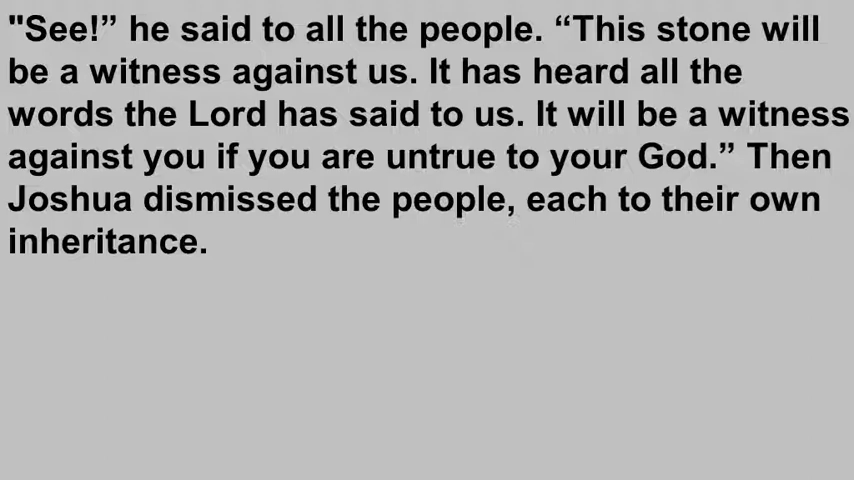 "See!” he said to all the people. “This stone will
be a witness against us. It has heard all the
words the Lord has said to us. It will be a witness
against you if you are untrue to your God.” Then
Joshua dismissed the people, each to their own
inheritance.